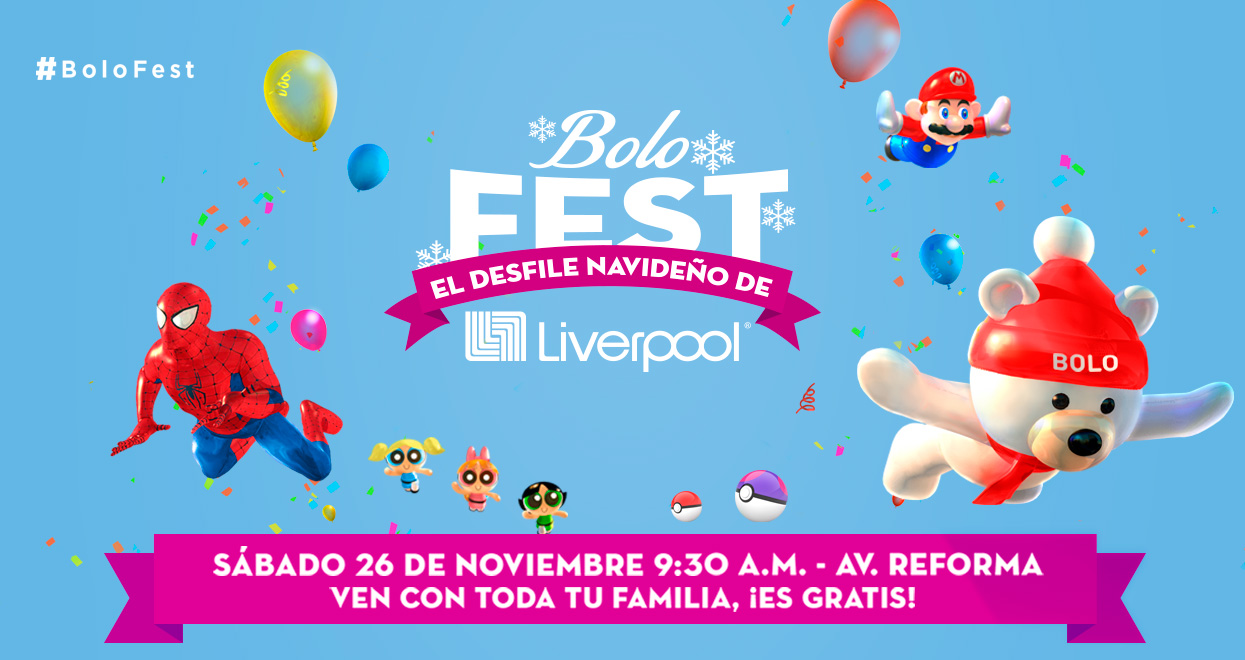 #BoloFest
Bolo
FEST
EL DESFILE NAVIDEÑO DE
Liverpool®
M
BOLO
SÁBADO 26 DE NOVIEMBRE 9:30 A.M. - AV. REFORMA
VEN CON TODA TU FAMILIA, ¡ES GRATIS!